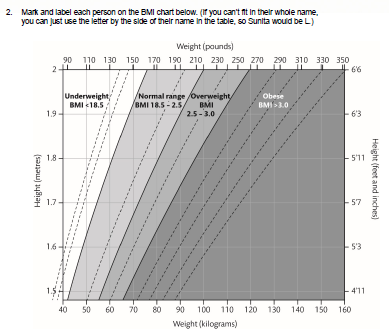 2. Mark and label each person on the BMI chart below. (If you can't fit in their whole name,
you can just use the letter by the side of their name in the table, so Sunita would be L.)
Weight (pounds)
90 110 130 150 170 190 210 230 250 270 290 310 330 350
2 6'6
Underweight Normal range Overweight Obese
BMI <18.5 BMI 18.5 - 2.5 BMI BMI >3.0
2.5 - 3.0
1.9 6'3
1.8 5'11
Height (metres)
Height (feet and inches)
1.7 5'7
1.6 5'3
1.5 4'11
40 50 60 70 80 90 100 110 120 130 140 150 160
Weight (kilograms)